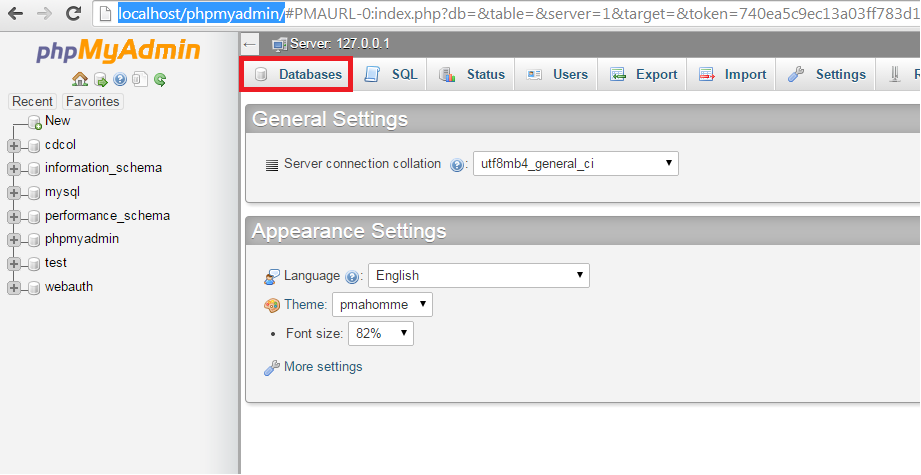 localhost/phpmyadmin/#PMAURL-0:index.php?db=&table=&server=1&target=&token=740ea5c9ec13a03ff783d1
phpMyAdmin
Recent Favorites
New
cdcol
information_schema
mysql
performance_schema
phpmyadmin
test
webauth
Server: 127.0.0.1
Databases SQL Status Users Export Import Settings
General Settings
Server connection collation : utf8mb4_general_ci
Appearance Settings
Language : English
Theme: pmahomme
Font size: 82%
More settings